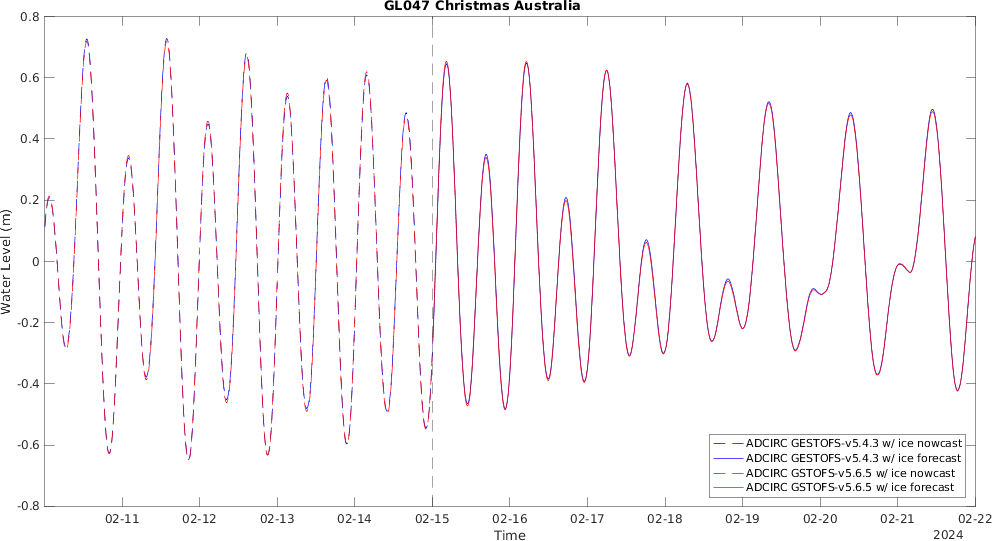 GL047 Christmas Australia
0.8
0.6
0.4
0.2
0
-0.2
-0.4
-0.6
-0.8
Water Level (m)
02-11 02-12 02-13 02-14 02-15 02-16 02-17 02-18 02-19 02-20 02-21 02-22
Time
2024
ADCIRC GESTOFS-v5.4.3 w/ ice nowcast
ADCIRC GESTOFS-v5.4.3 w/ ice forecast
ADCIRC GSTOFS-v5.6.5 w/ ice nowcast
ADCIRC GSTOFS-v5.6.5 w/ ice forecast